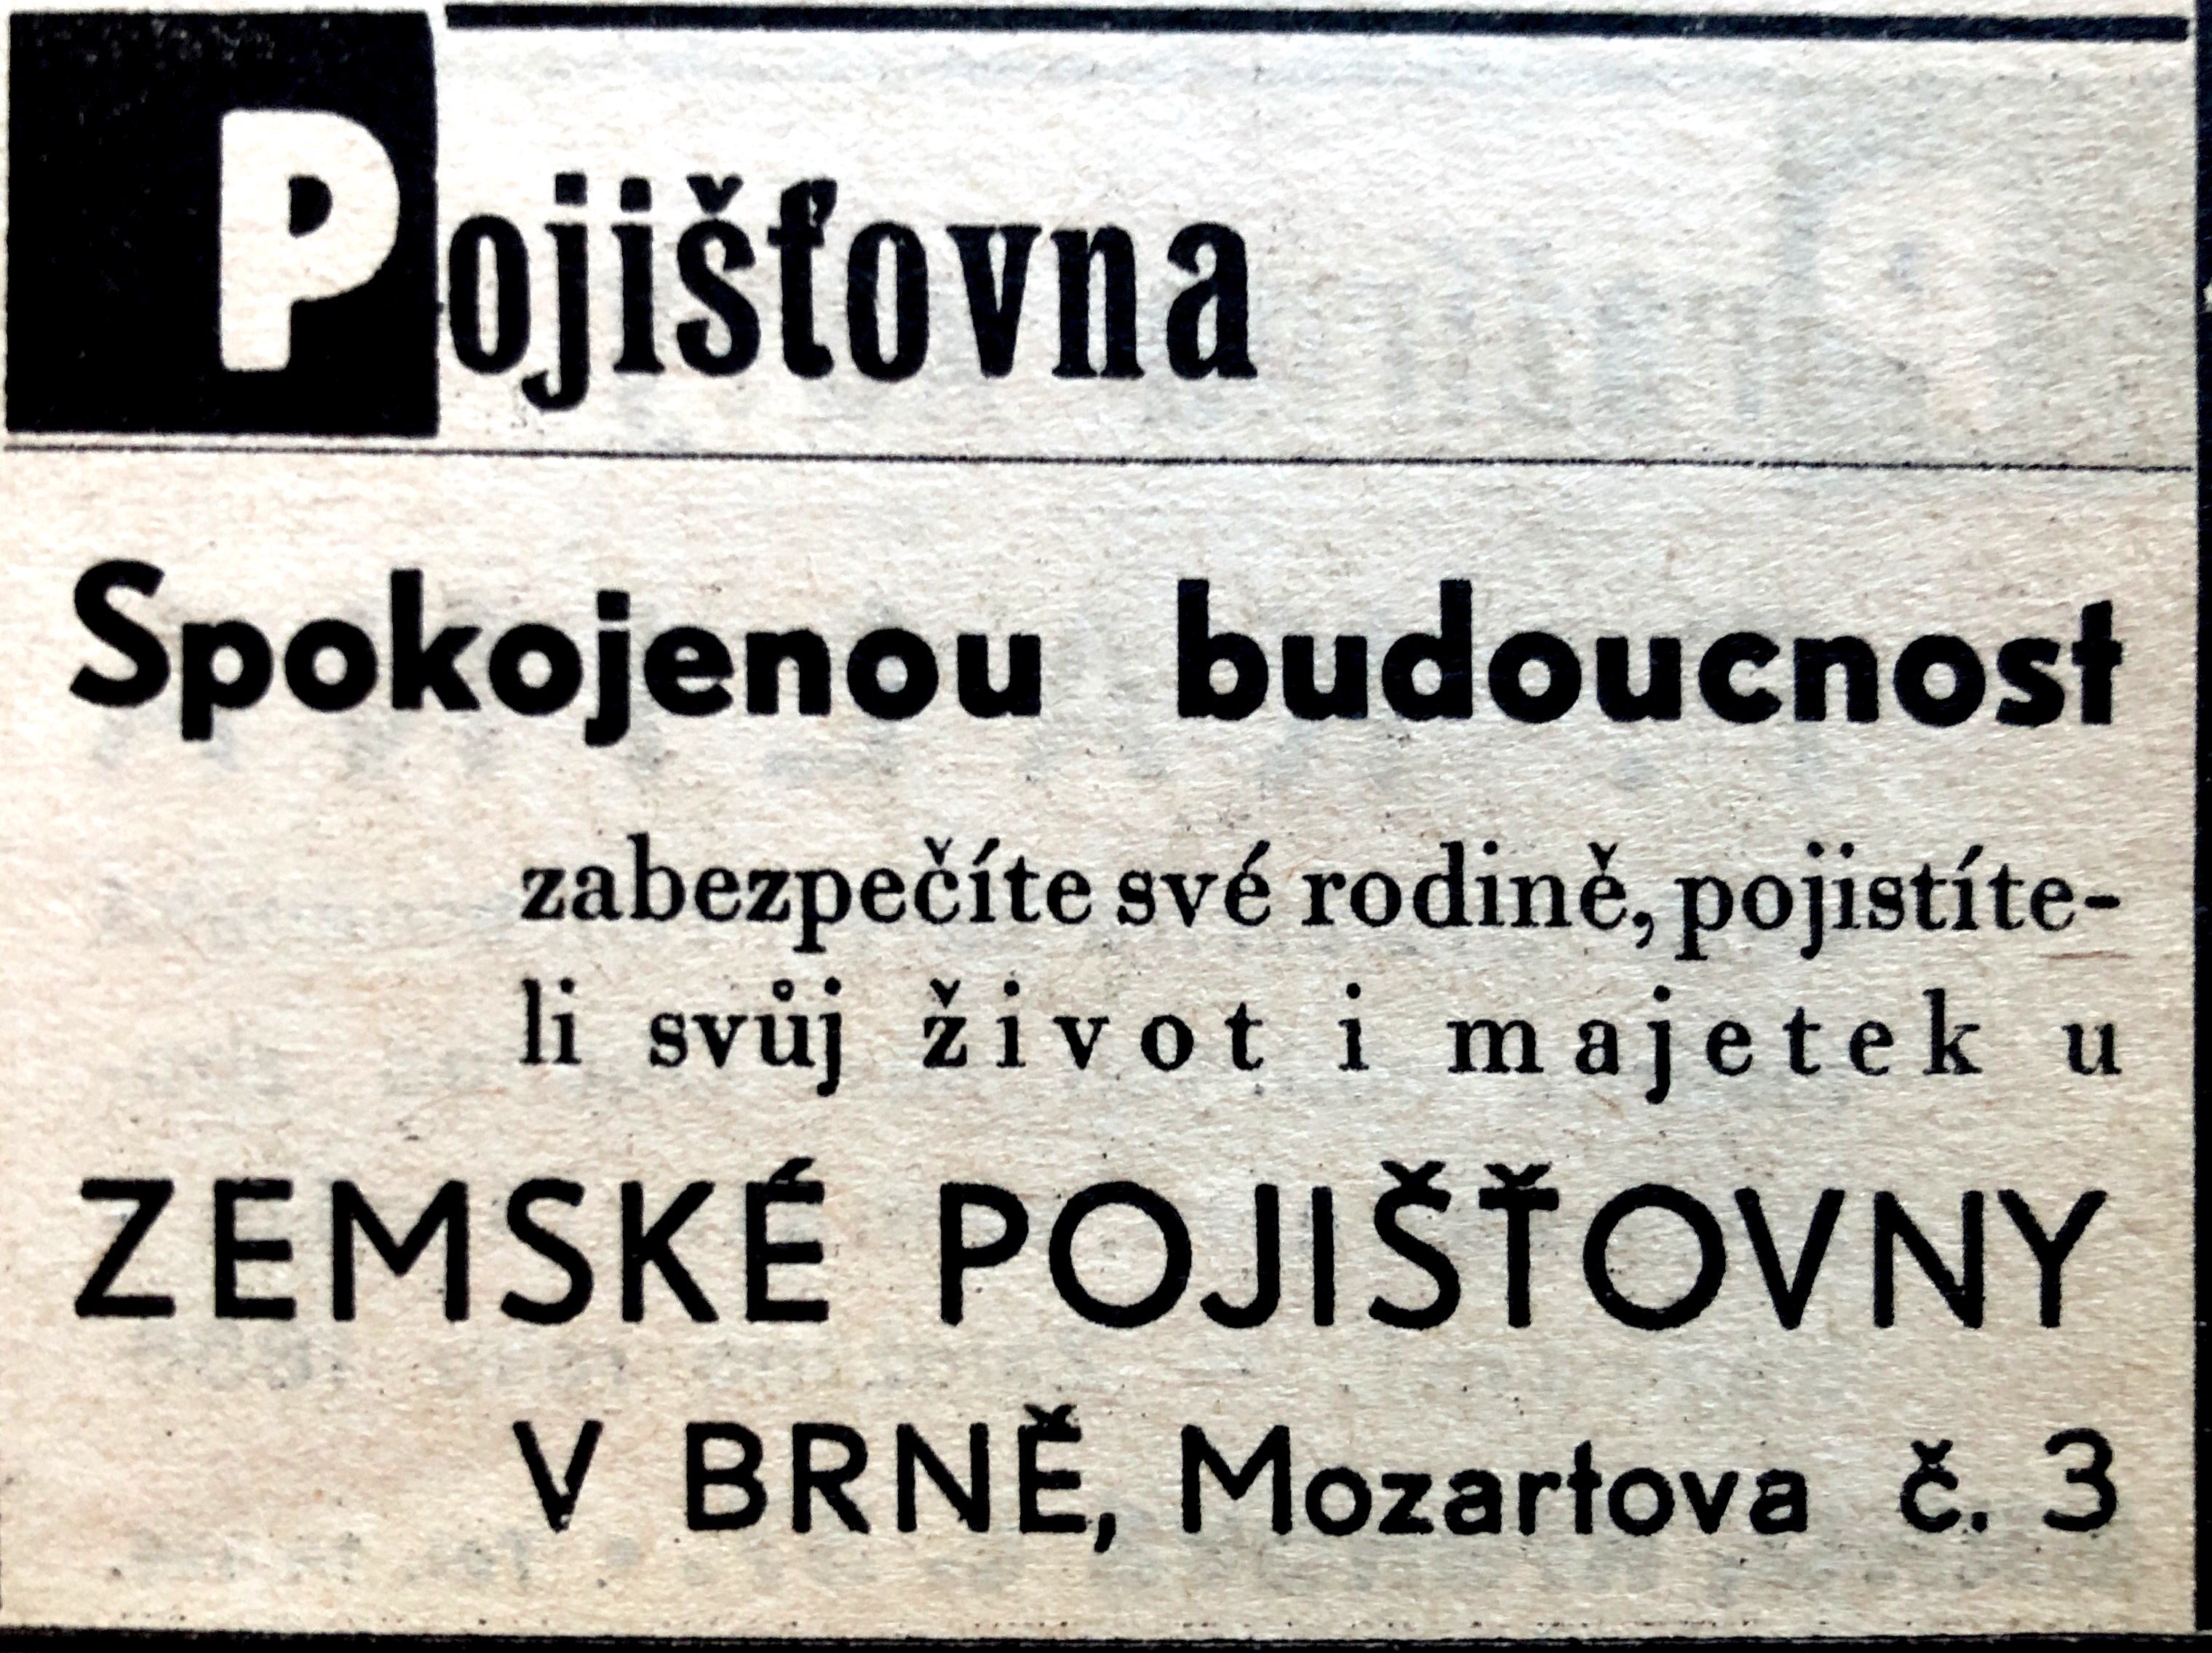 Pojišťovna
Spokojenou budoucnost
zabezpečíte své rodině, pojistíte-
li svůj život i majetek u
ZEMSKÉ POJIŠŤOVNY
V BRNĚ, Mozartova č. 3